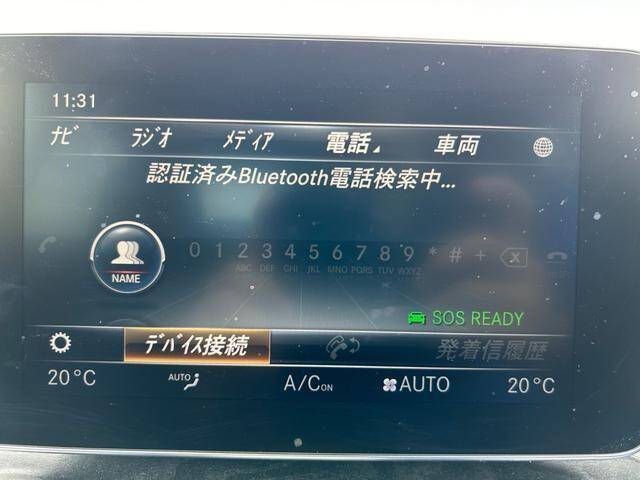 11:31
ﾅﾋﾞ ﾗｼﾞｵ ﾒﾃﾞｨｱ 電話 車両
認証済みBluetooth電話検索中...
NAME 0 1 2 3 4 5 6 7 8 9 * # +
ABC DEF GHI JKL MNO PQRS TUV WXYZ
SOS READY
ﾃﾞﾊﾞｲｽ接続 発着信履歴
20°C AUTO A/C ON AUTO 20°C